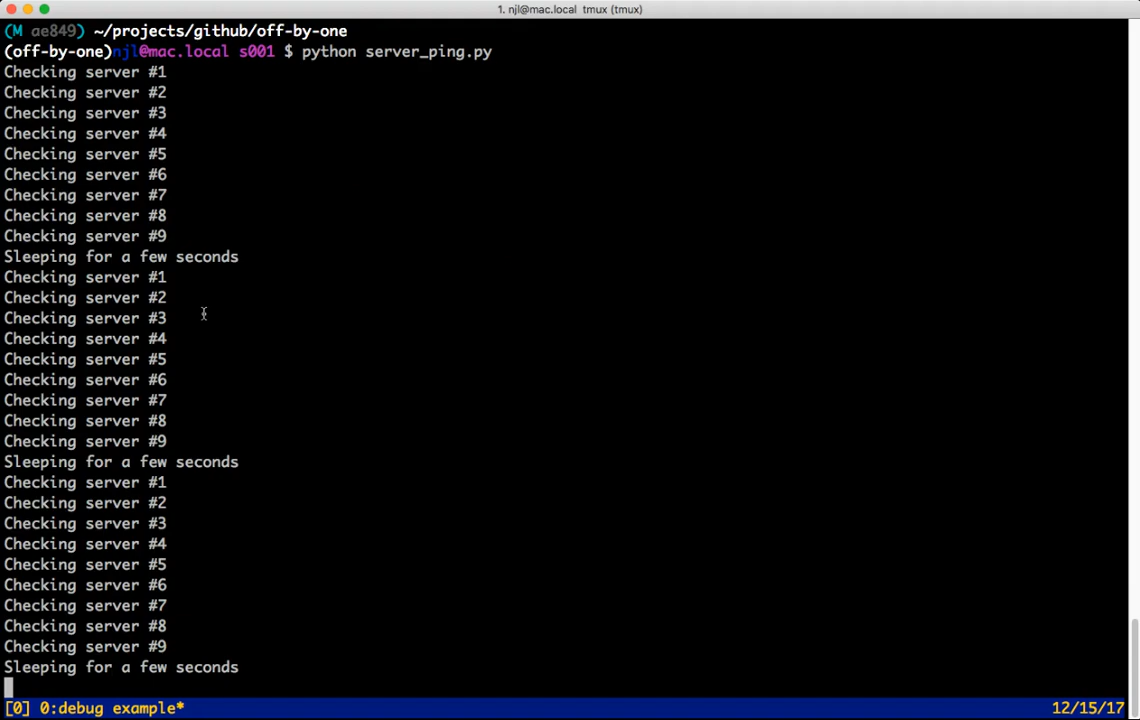 1. njl@mac.local tmux (tmux)
(M ae849) ~/projects/github/off-by-one
(off-by-one)njl@mac.local s001 $ python server_ping.py
Checking server #1
Checking server #2
Checking server #3
Checking server #4
Checking server #5
Checking server #6
Checking server #7
Checking server #8
Checking server #9
Sleeping for a few seconds
Checking server #1
Checking server #2
Checking server #3
Checking server #4
Checking server #5
Checking server #6
Checking server #7
Checking server #8
Checking server #9
Sleeping for a few seconds
Checking server #1
Checking server #2
Checking server #3
Checking server #4
Checking server #5
Checking server #6
Checking server #7
Checking server #8
Checking server #9
Sleeping for a few seconds
[0] 0:debug example* 12/15/17